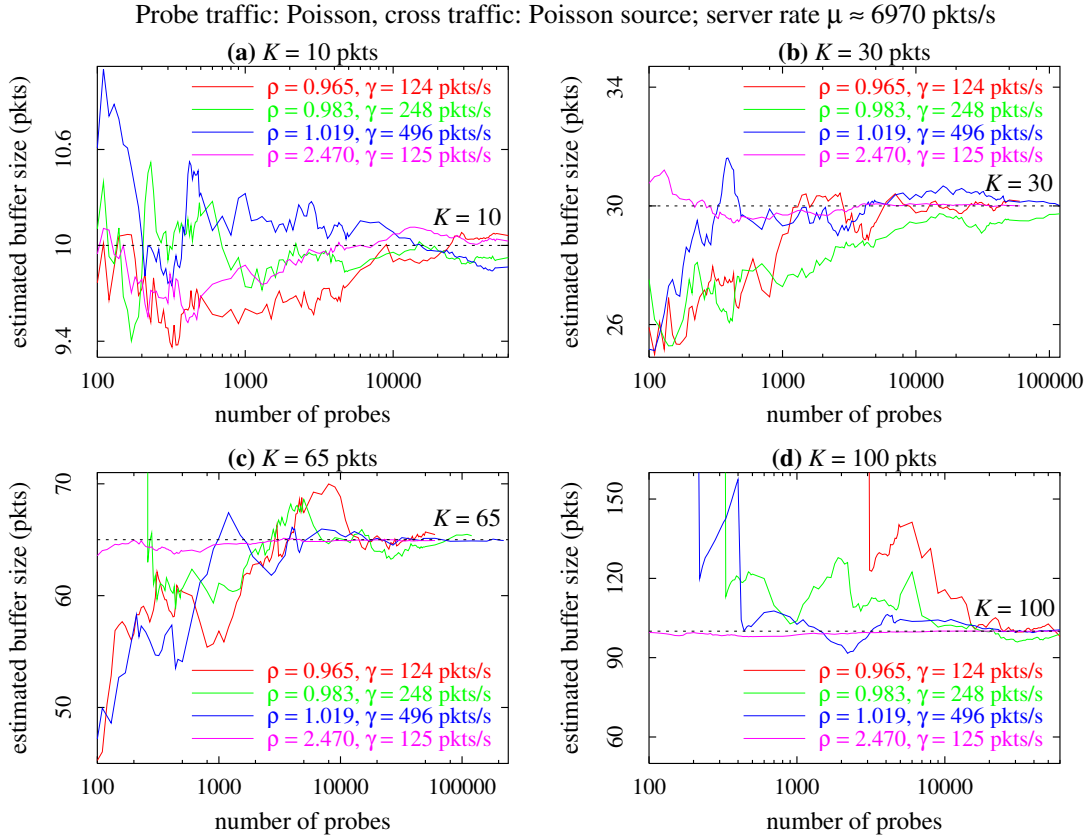 Probe traffic: Poisson, cross traffic: Poisson source; server rate μ ≈ 6970 pkts/s
(a) K = 10 pkts
estimated buffer size (pkts)
10.6
10
9.4
ρ = 0.965, γ = 124 pkts/s
ρ = 0.983, γ = 248 pkts/s
ρ = 1.019, γ = 496 pkts/s
ρ = 2.470, γ = 125 pkts/s
K = 10
100 1000 10000
number of probes
(b) K = 30 pkts
estimated buffer size (pkts)
34
30
26
ρ = 0.965, γ = 124 pkts/s
ρ = 0.983, γ = 248 pkts/s
ρ = 1.019, γ = 496 pkts/s
ρ = 2.470, γ = 125 pkts/s
K = 30
100 1000 10000 100000
number of probes
(c) K = 65 pkts
estimated buffer size (pkts)
70
60
50
K = 65
ρ = 0.965, γ = 124 pkts/s
ρ = 0.983, γ = 248 pkts/s
ρ = 1.019, γ = 496 pkts/s
ρ = 2.470, γ = 125 pkts/s
100 1000 10000 100000
number of probes
(d) K = 100 pkts
estimated buffer size (pkts)
150
120
90
60
K = 100
ρ = 0.965, γ = 124 pkts/s
ρ = 0.983, γ = 248 pkts/s
ρ = 1.019, γ = 496 pkts/s
ρ = 2.470, γ = 125 pkts/s
100 1000 10000
number of probes